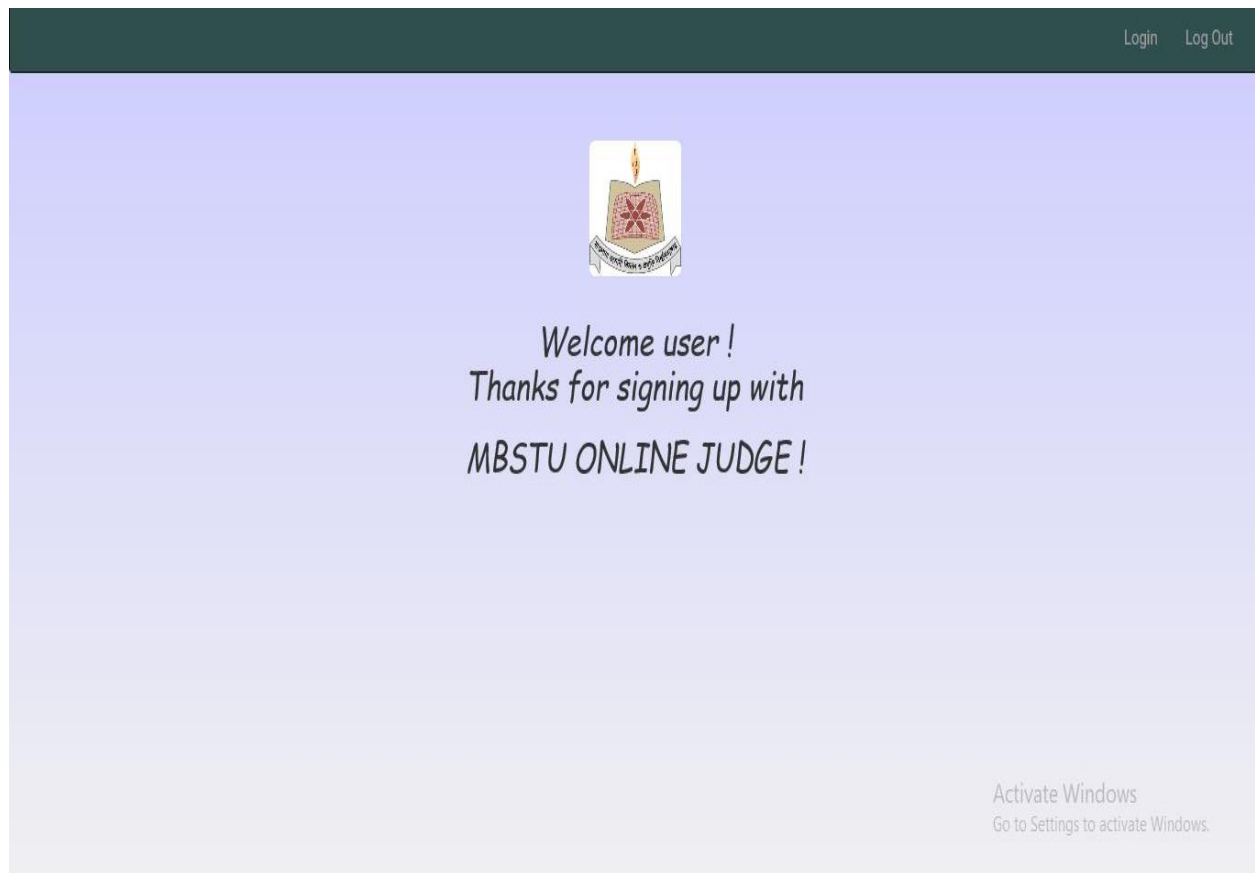 Login Log Out
Welcome user !
Thanks for signing up with
MBSTU ONLINE JUDGE !
Activate Windows
Go to Settings to activate Windows.